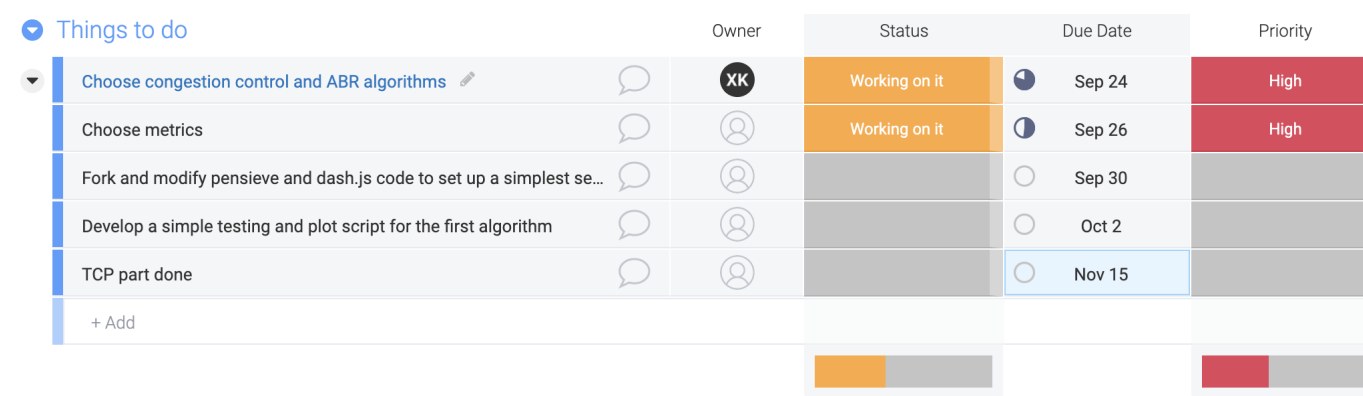 Things to do Owner Status Due Date Priority
Choose congestion control and ABR algorithms XK Working on it Sep 24 High
Choose metrics Working on it Sep 26 High
Fork and modify pensieve and dash.js code to set up a simplest se... Sep 30
Develop a simple testing and plot script for the first algorithm Oct 2
TCP part done Nov 15
+ Add